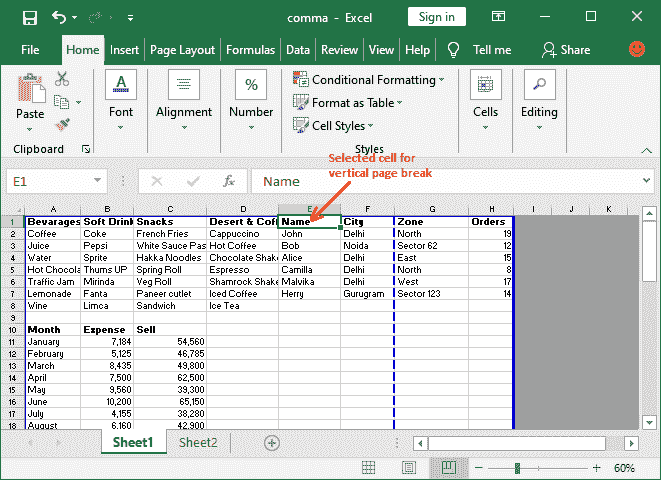 comma - Excel
Sign in
File Home Insert Page Layout Formulas Data Review View Help Tell me Share
Paste
Clipboard
Font
Alignment
%
Number
Conditional Formatting
Format as Table
Cell Styles
Styles
Cells
Editing
Selected cell for
vertical page break
E1 fx Name
A B C D E F G H I J K
1 Bevarages Soft Drink Snacks Desert & Coff Name City Zone Orders
2 Coffee Coke French Fries Cappuccino John Delhi North 19
3 Juice Pepsi White Sauce Pas Hot Coffee Bob Noida Sector 62 12
4 Water Sprite Hakka Noodles Chocolate Shake Alice Delhi East 15
5 Hot Chocola Thums UP Spring Roll Espresso Camilla Delhi North 8
6 Traffic Jam Mirinda Veg Roll Shamrock Shake Malvika Delhi West 17
7 Lemonade Fanta Paneer cutlet Iced Coffee Herry Gurugram Sector 123 14
8 Wine Limca Sandwich Ice Tea
9
10 Month Expense Sell
11 January 7,184 54,560
12 February 5,125 46,785
13 March 8,435 49,800
14 April 7,500 62,500
15 May 9,560 39,300
16 June 10,200 65,150
17 July 4,155 38,280
18 August 6,160 42,900
Sheet1 Sheet2
60%